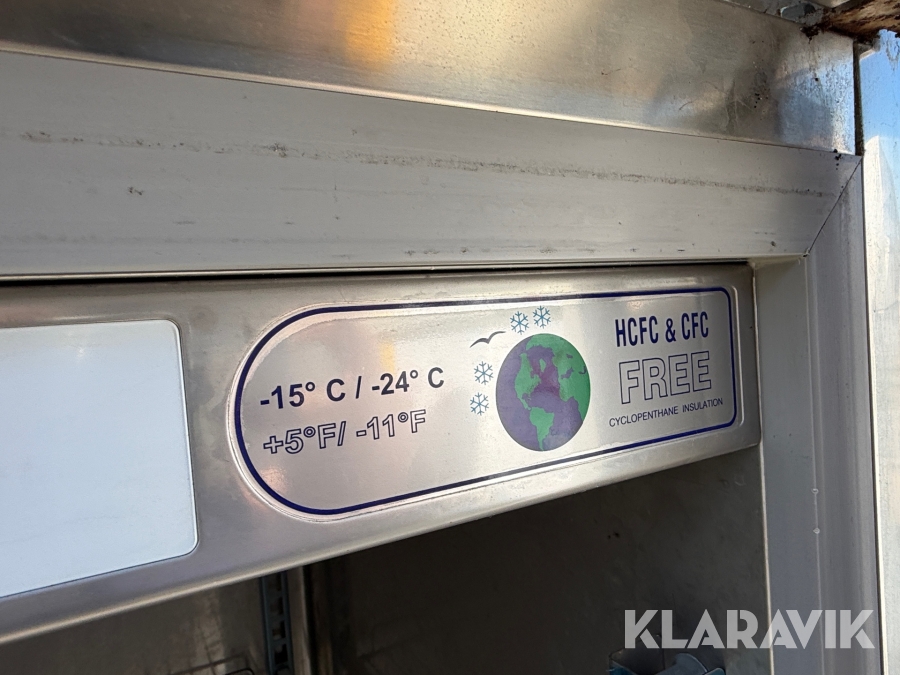 -15° C / -24° C
+5°F/ -11°F
HCFC & CFC
FREE
CYCLOPENTHANE INSULATION
KLARAVIK